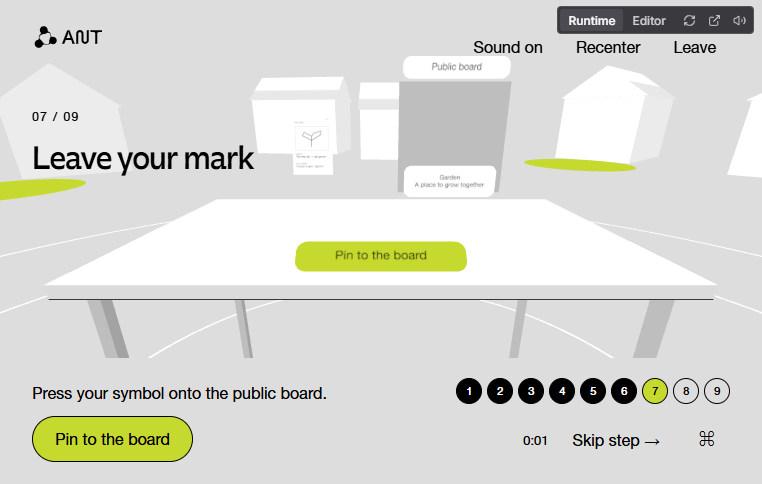 Runtime
Editor
ANT
Sound on
Recenter
Leave
Public board
07 / 09
Leave your mark
Garden
A place to grow together
Pin to the board
Press your symbol onto the public board.
1 2 3 4 5 6 7 8 9
Pin to the board
0:01
Skip step →
⌘